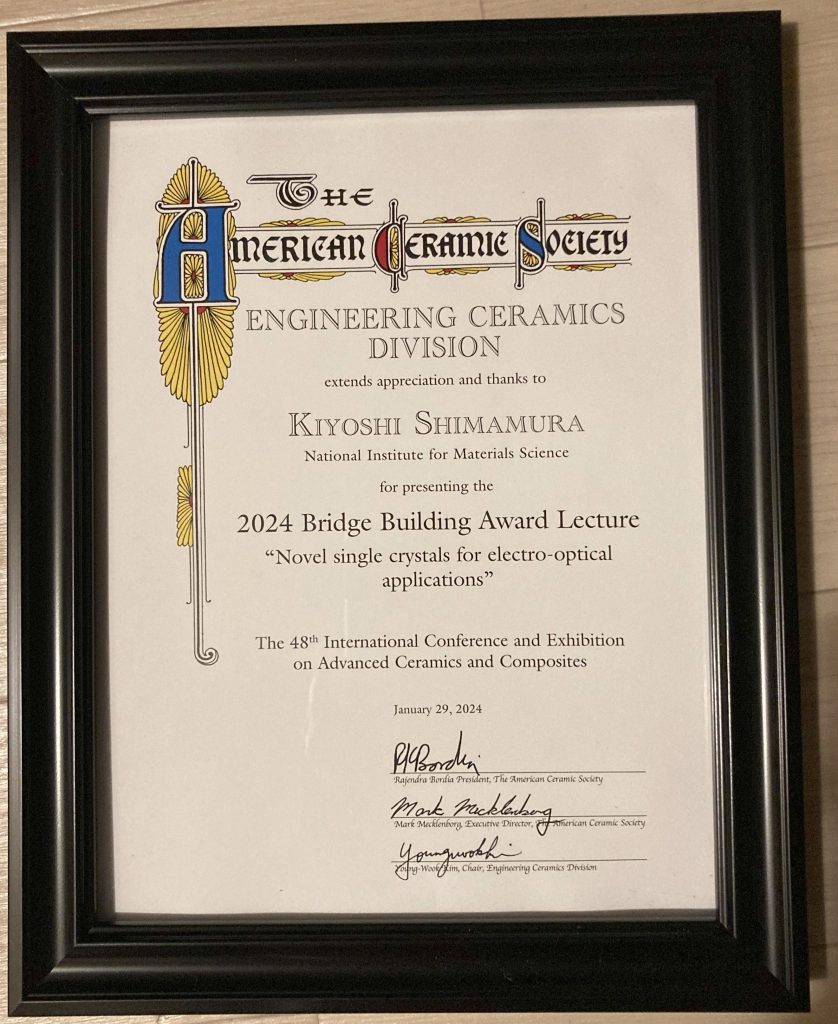 The
American Ceramic Society
ENGINEERING CERAMICS
DIVISION
extends appreciation and thanks to
KIYOSHI SHIMAMURA
National Institute for Materials Science
for presenting the
2024 Bridge Building Award Lecture
“Novel single crystals for electro-optical
applications”
The 48th International Conference and Exhibition
on Advanced Ceramics and Composites
January 29, 2024
RKBordia
Rajendra Bordia President, The American Ceramic Society
Mark Mecklenborg
Mark Mecklenborg, Executive Director, The American Ceramic Society
Young-Wook Kim, Chair, Engineering Ceramics Division